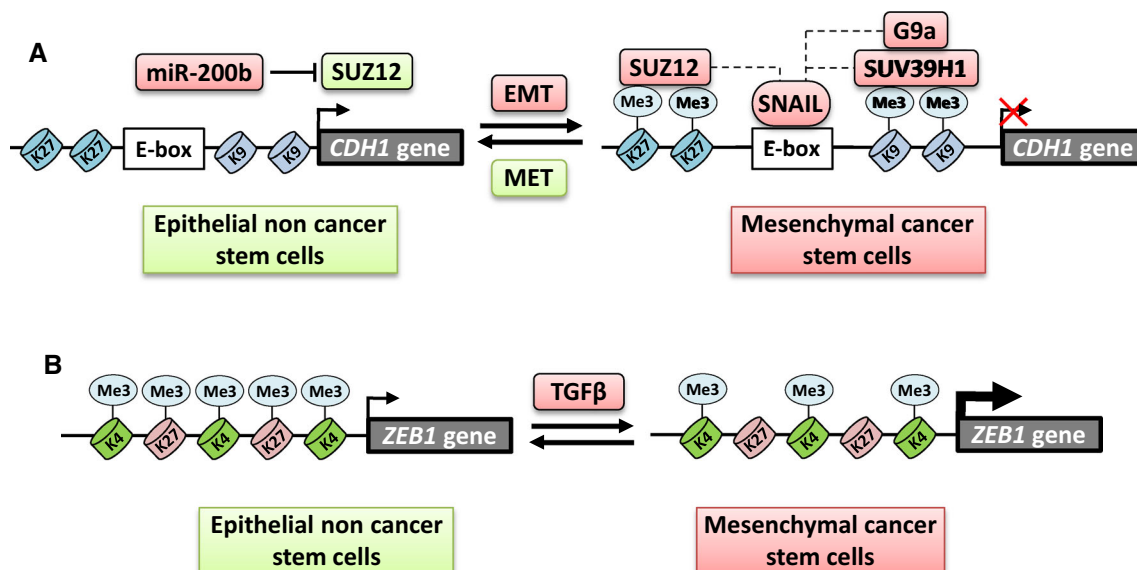 A
miR-200b
SUZ12
K27
K27
E-box
K9
K9
CDH1 gene
EMT
MET
G9a
SUZ12
SUV39H1
SNAIL
Me3
Me3
Me3
Me3
K27
K27
E-box
K9
K9
CDH1 gene
Epithelial non cancer
stem cells
Mesenchymal cancer
stem cells
B
Me3
Me3
Me3
Me3
Me3
K4
K27
K4
K27
K4
ZEB1 gene
TGFβ
Me3
Me3
Me3
K4
K27
K4
K27
K4
ZEB1 gene
Epithelial non cancer
stem cells
Mesenchymal cancer
stem cells